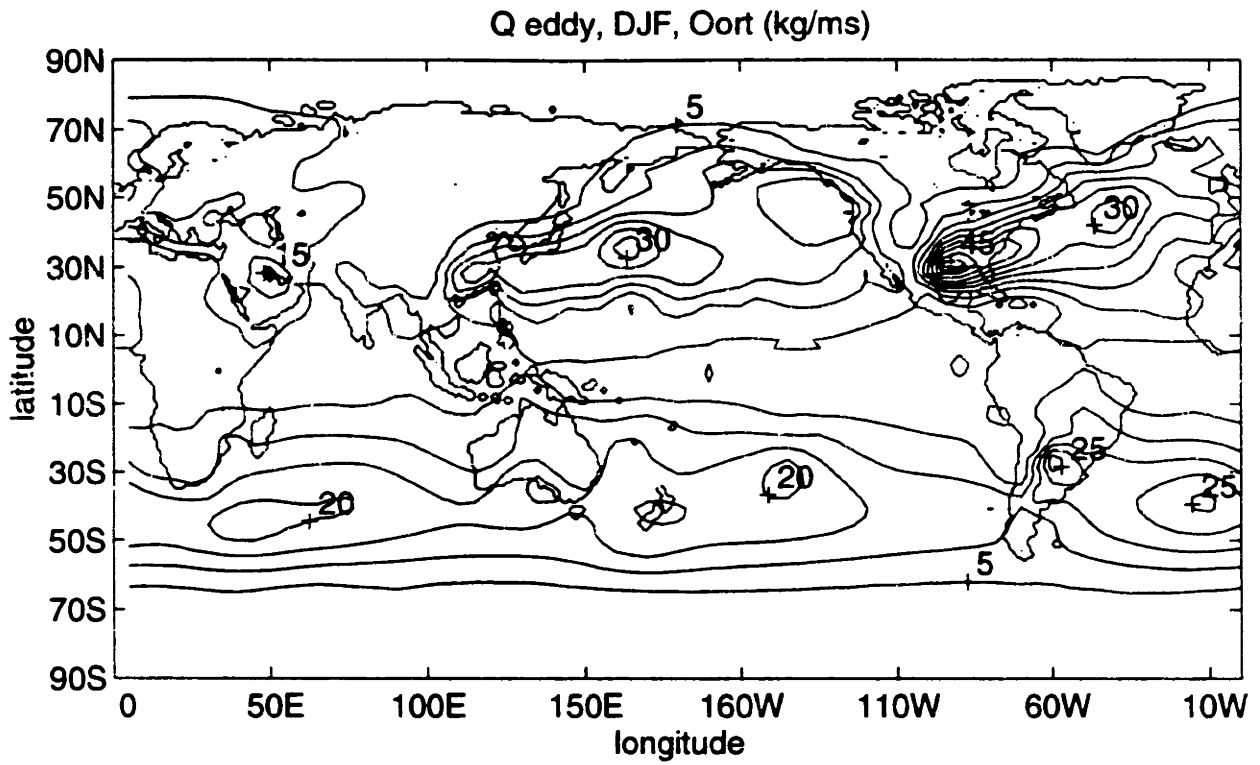 Q eddy, DJF, Oort (kg/ms)
90N
70N
50N
30N
10N
10S
30S
50S
70S
90S
latitude
5
15
30
45
30
20
20
25
25
5
0
50E
100E
150E
160W
110W
60W
10W
longitude